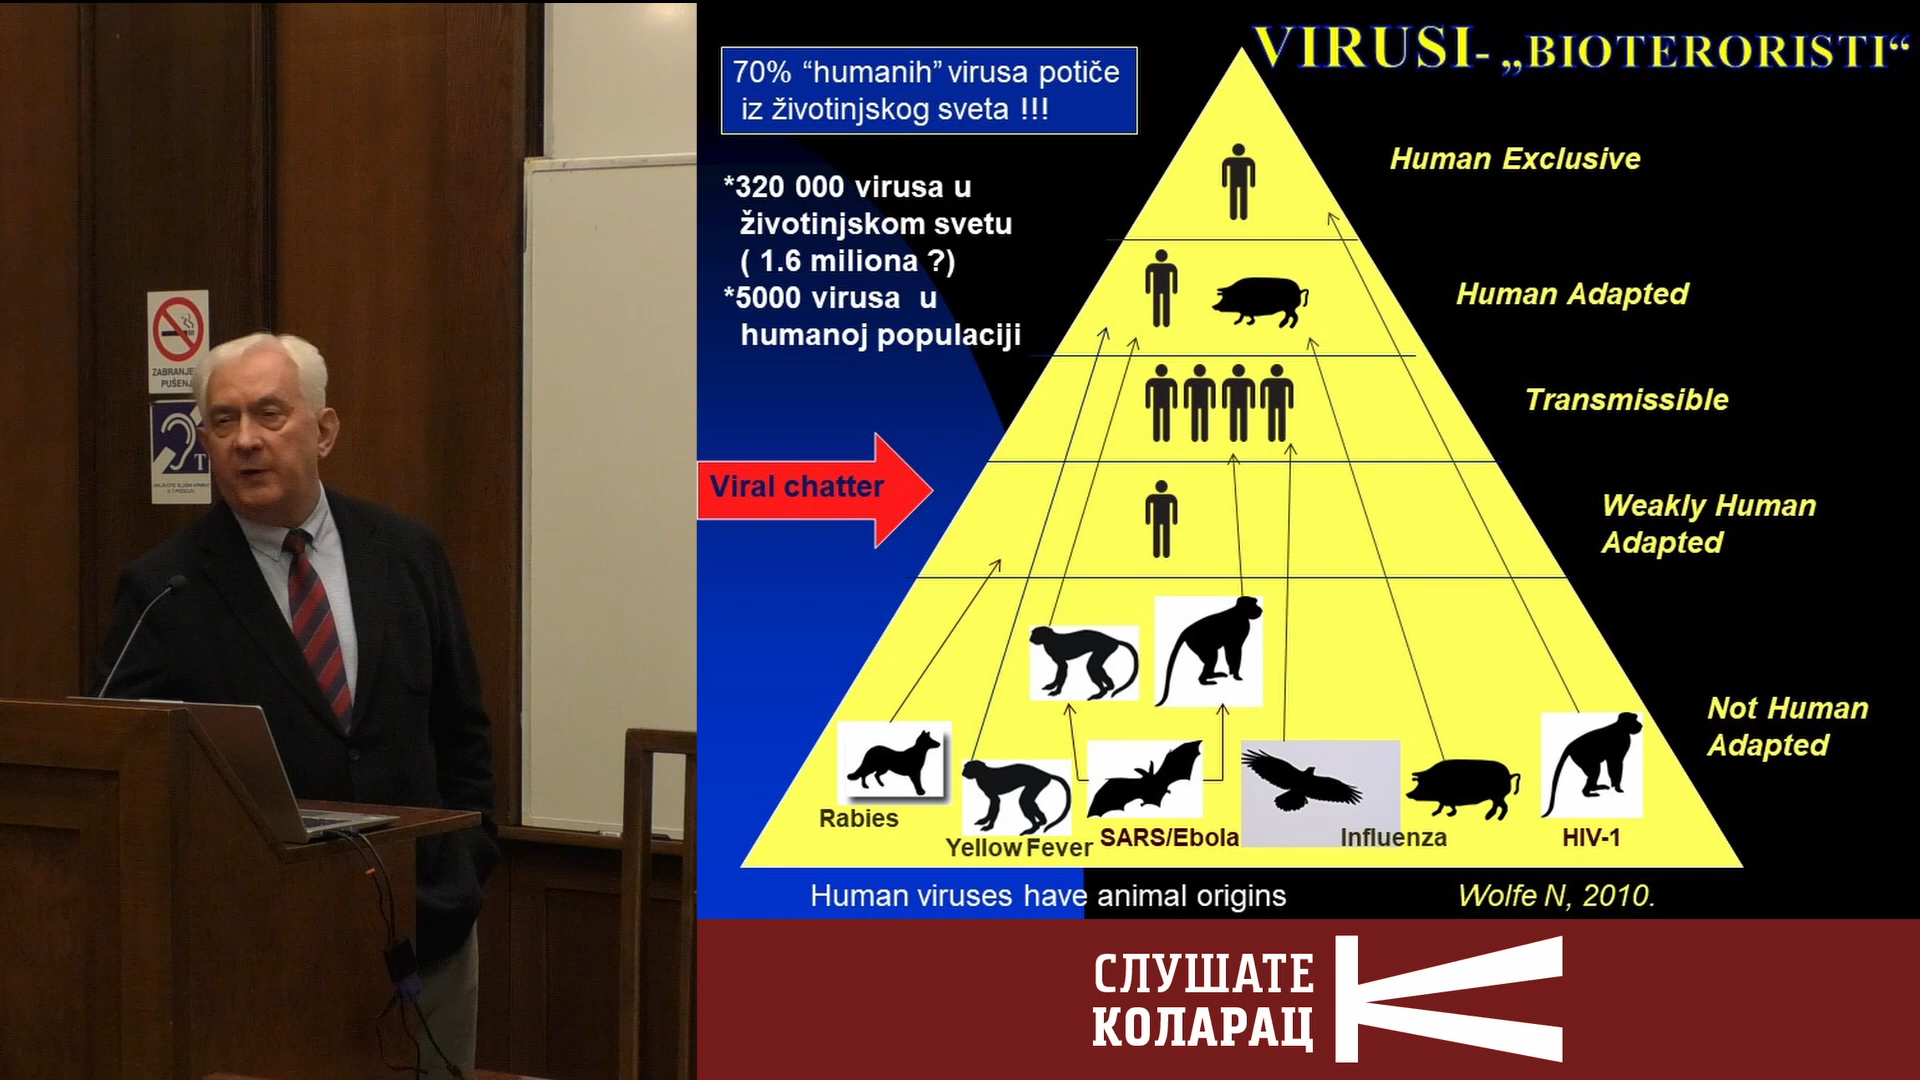 VIRUSI- „BIOTERORISTI“
70% “humanih” virusa potiče
iz životinjskog sveta !!!
*320 000 virusa u
životinjskom svetu
( 1.6 miliona ?)
*5000 virusa u
humanoj populaciji
Viral chatter
Human Exclusive
Human Adapted
Transmissible
Weakly Human
Adapted
Not Human
Adapted
Rabies
Yellow Fever
SARS/Ebola
Influenza
HIV-1
Human viruses have animal origins
Wolfe N, 2010.
ZABRANJE
PUŠENJ
T
СЛУШАТЕ
КОЛАРАЦ